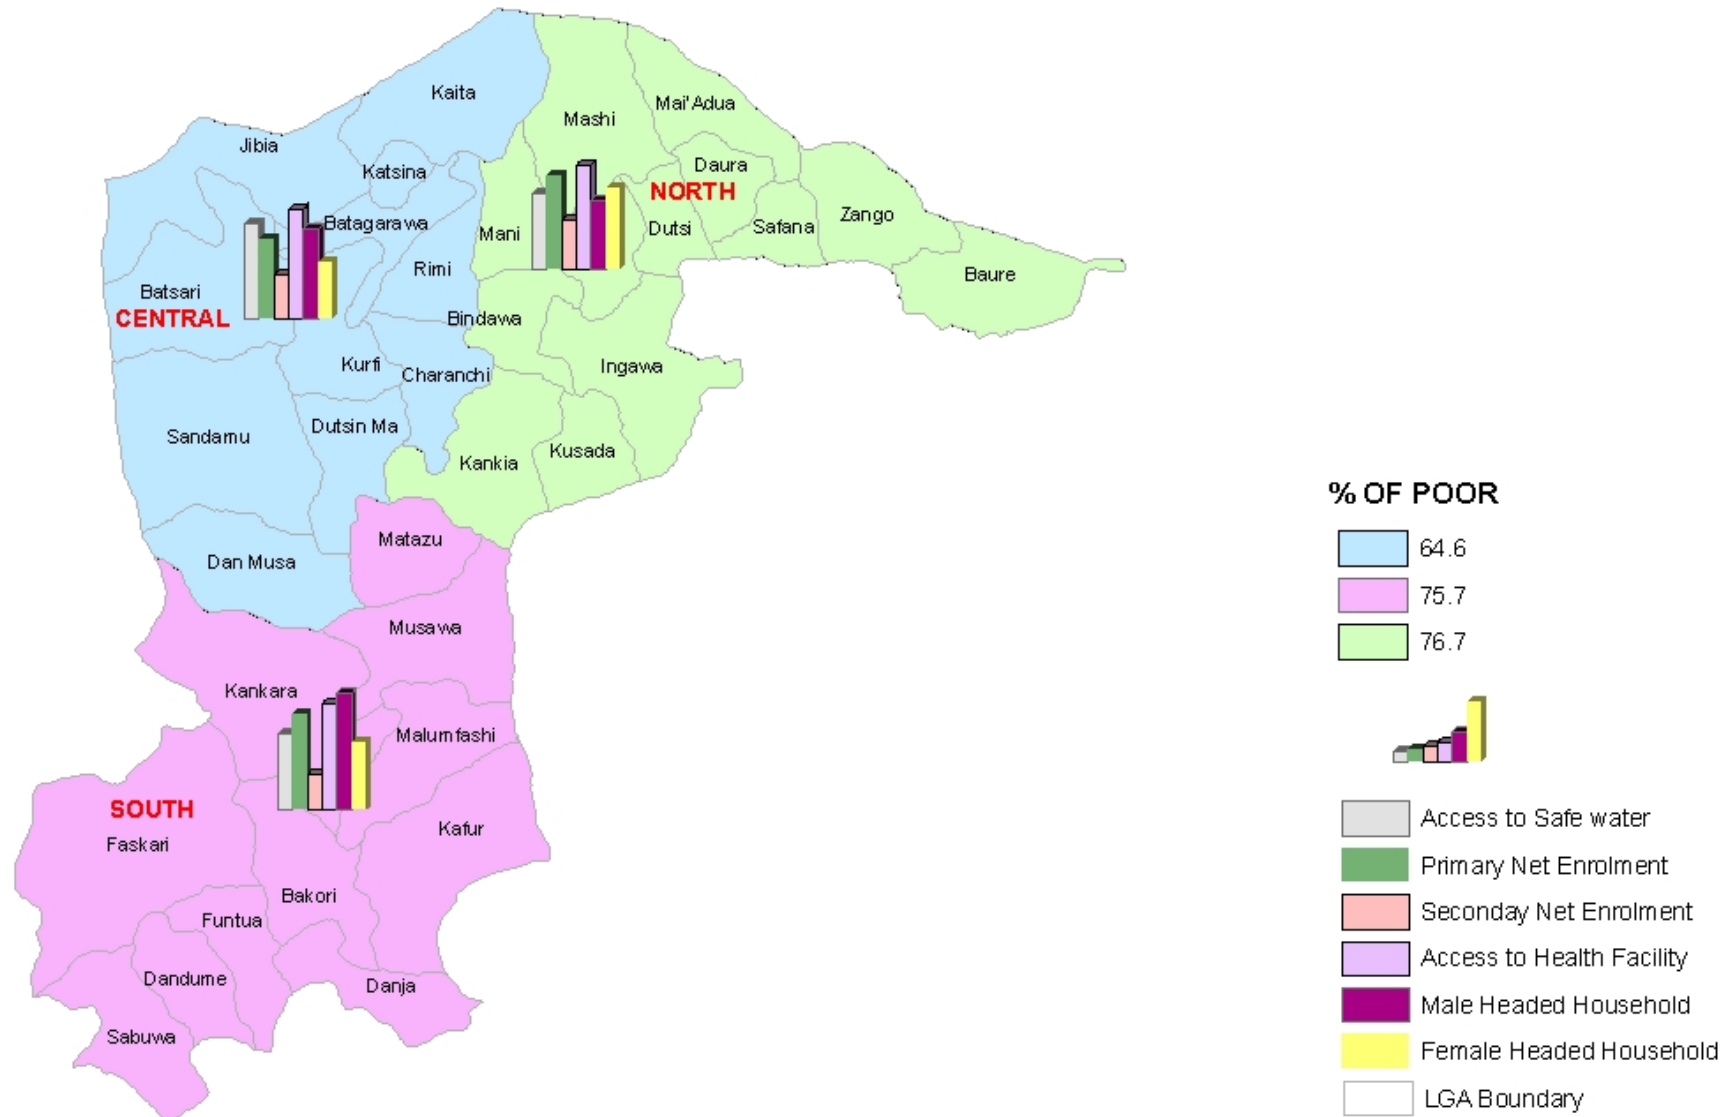 Kaita
Mai'Adua
Mashi
Jibia
Katsina
Daura
NORTH
Batagarawa
Mani
Dutsi
Safana
Zango
Rimi
Baure
Batsari
CENTRAL
Bindawa
Kurfi
Charanchi
Ingawa
Sandamu
Dutsin Ma
Kankia
Kusada
Matazu
Dan Musa
Musawa
Kankara
Malumfashi
SOUTH
Faskari
Kafur
Bakori
Funtua
Dandume
Danja
Sabuwa
% OF POOR
64.6
75.7
76.7
Access to Safe water
Primary Net Enrolment
Seconday Net Enrolment
Access to Health Facility
Male Headed Household
Female Headed Household
LGA Boundary